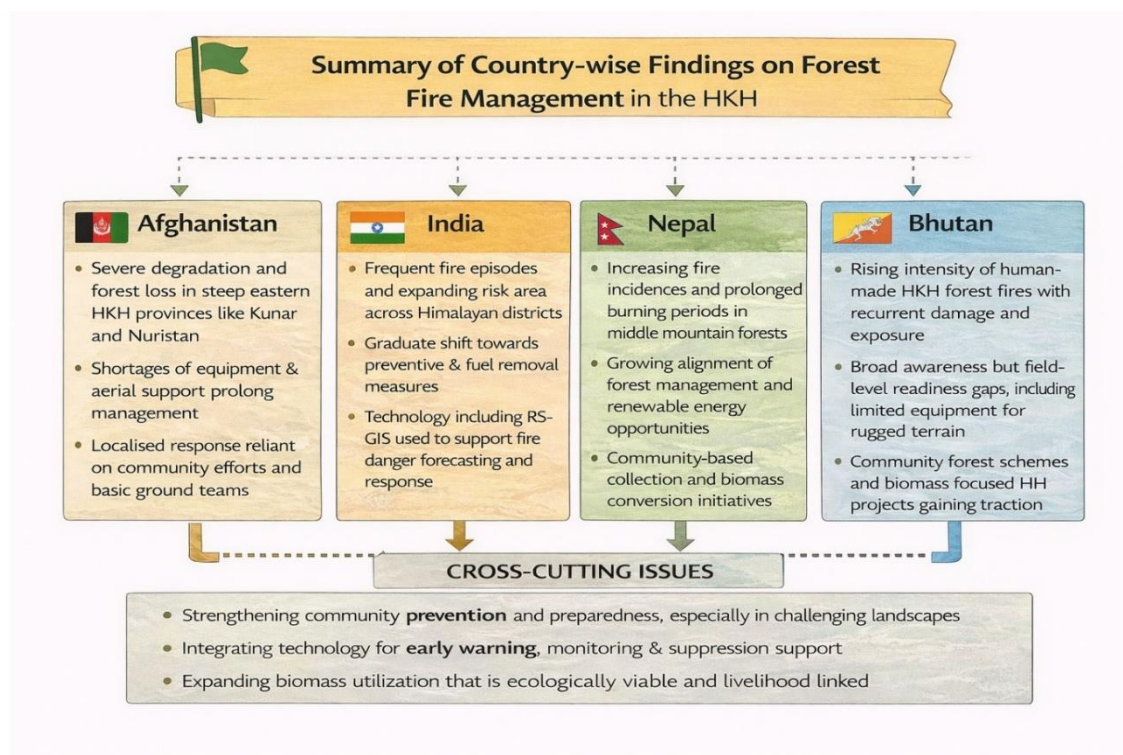 Summary of Country-wise Findings on Forest
Fire Management in the HKH
Afghanistan
• Severe degradation and
forest loss in steep eastern
HKH provinces like Kunar
and Nuristan
• Shortages of equipment &
aerial support prolong
management
• Localised response reliant
on community efforts and
basic ground teams
India
• Frequent fire episodes
and expanding risk area
across Himalayan districts
• Graduate shift towards
preventive & fuel removal
measures
• Technology including RS-
GIS used to support fire
danger forecasting and
response
Nepal
• Increasing fire
incidences and prolonged
burning periods in
middle mountain forests
• Growing alignment of
forest management and
renewable energy
opportunities
• Community-based
collection and biomass
conversion initiatives
Bhutan
• Rising intensity of human-
made HKH forest fires with
recurrent damage and
exposure
• Broad awareness but field-
level readiness gaps, including
limited equipment for
rugged terrain
• Community forest schemes
and biomass focused HH
projects gaining traction
CROSS-CUTTING ISSUES
• Strengthening community prevention and preparedness, especially in challenging landscapes
• Integrating technology for early warning, monitoring & suppression support
• Expanding biomass utilization that is ecologically viable and livelihood linked